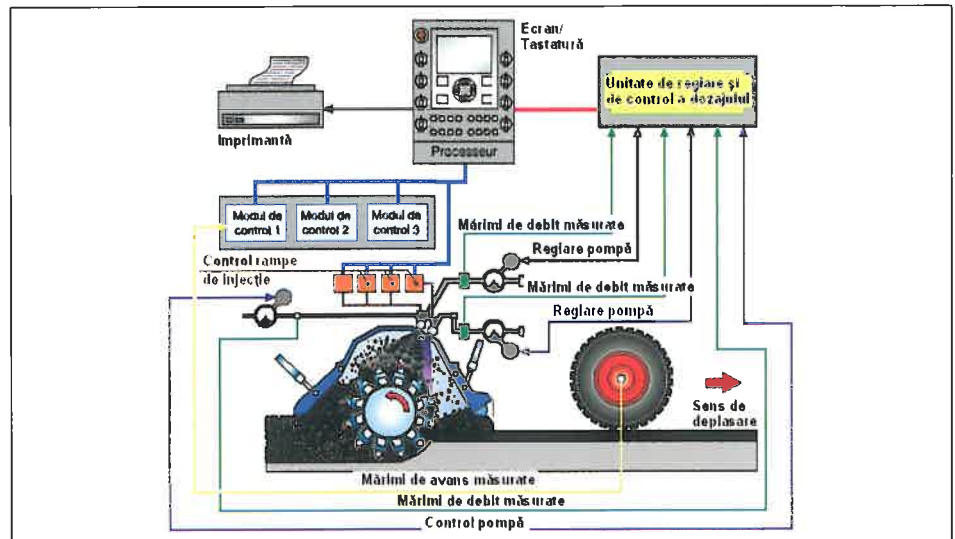 Ecran/
Tastatură
Unitate de reglare și
de control a dozajului
Imprimantă
Processeur
Modul de
control 1
Modul de
control 2
Modul de
control 3
Mărimi de debit măsurate
Control rampe
de injecție
Reglare pompă
Mărimi de debit măsurate
Reglare pompă
Sens de
deplasare
Mărimi de avans măsurate
Mărimi de debit măsurate
Control pompă